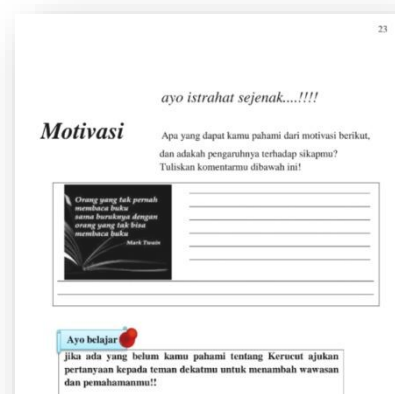 23
ayo istrahat sejenak....!!!!
Motivasi
Apa yang dapat kamu pahami dari motivasi berikut,
dan adakah pengaruhnya terhadap sikapmu?
Tuliskan komentarmu dibawah ini!
Orang yang tak pernah
membaca buku
sama buruknya dengan
orang yang tak bisa
membaca buku
Mark Twain
Ayo belajar
jika ada yang belum kamu pahami tentang Kerucut ajukan
pertanyaan kepada teman dekatmu untuk menambah wawasan
dan pemahamanmu!!